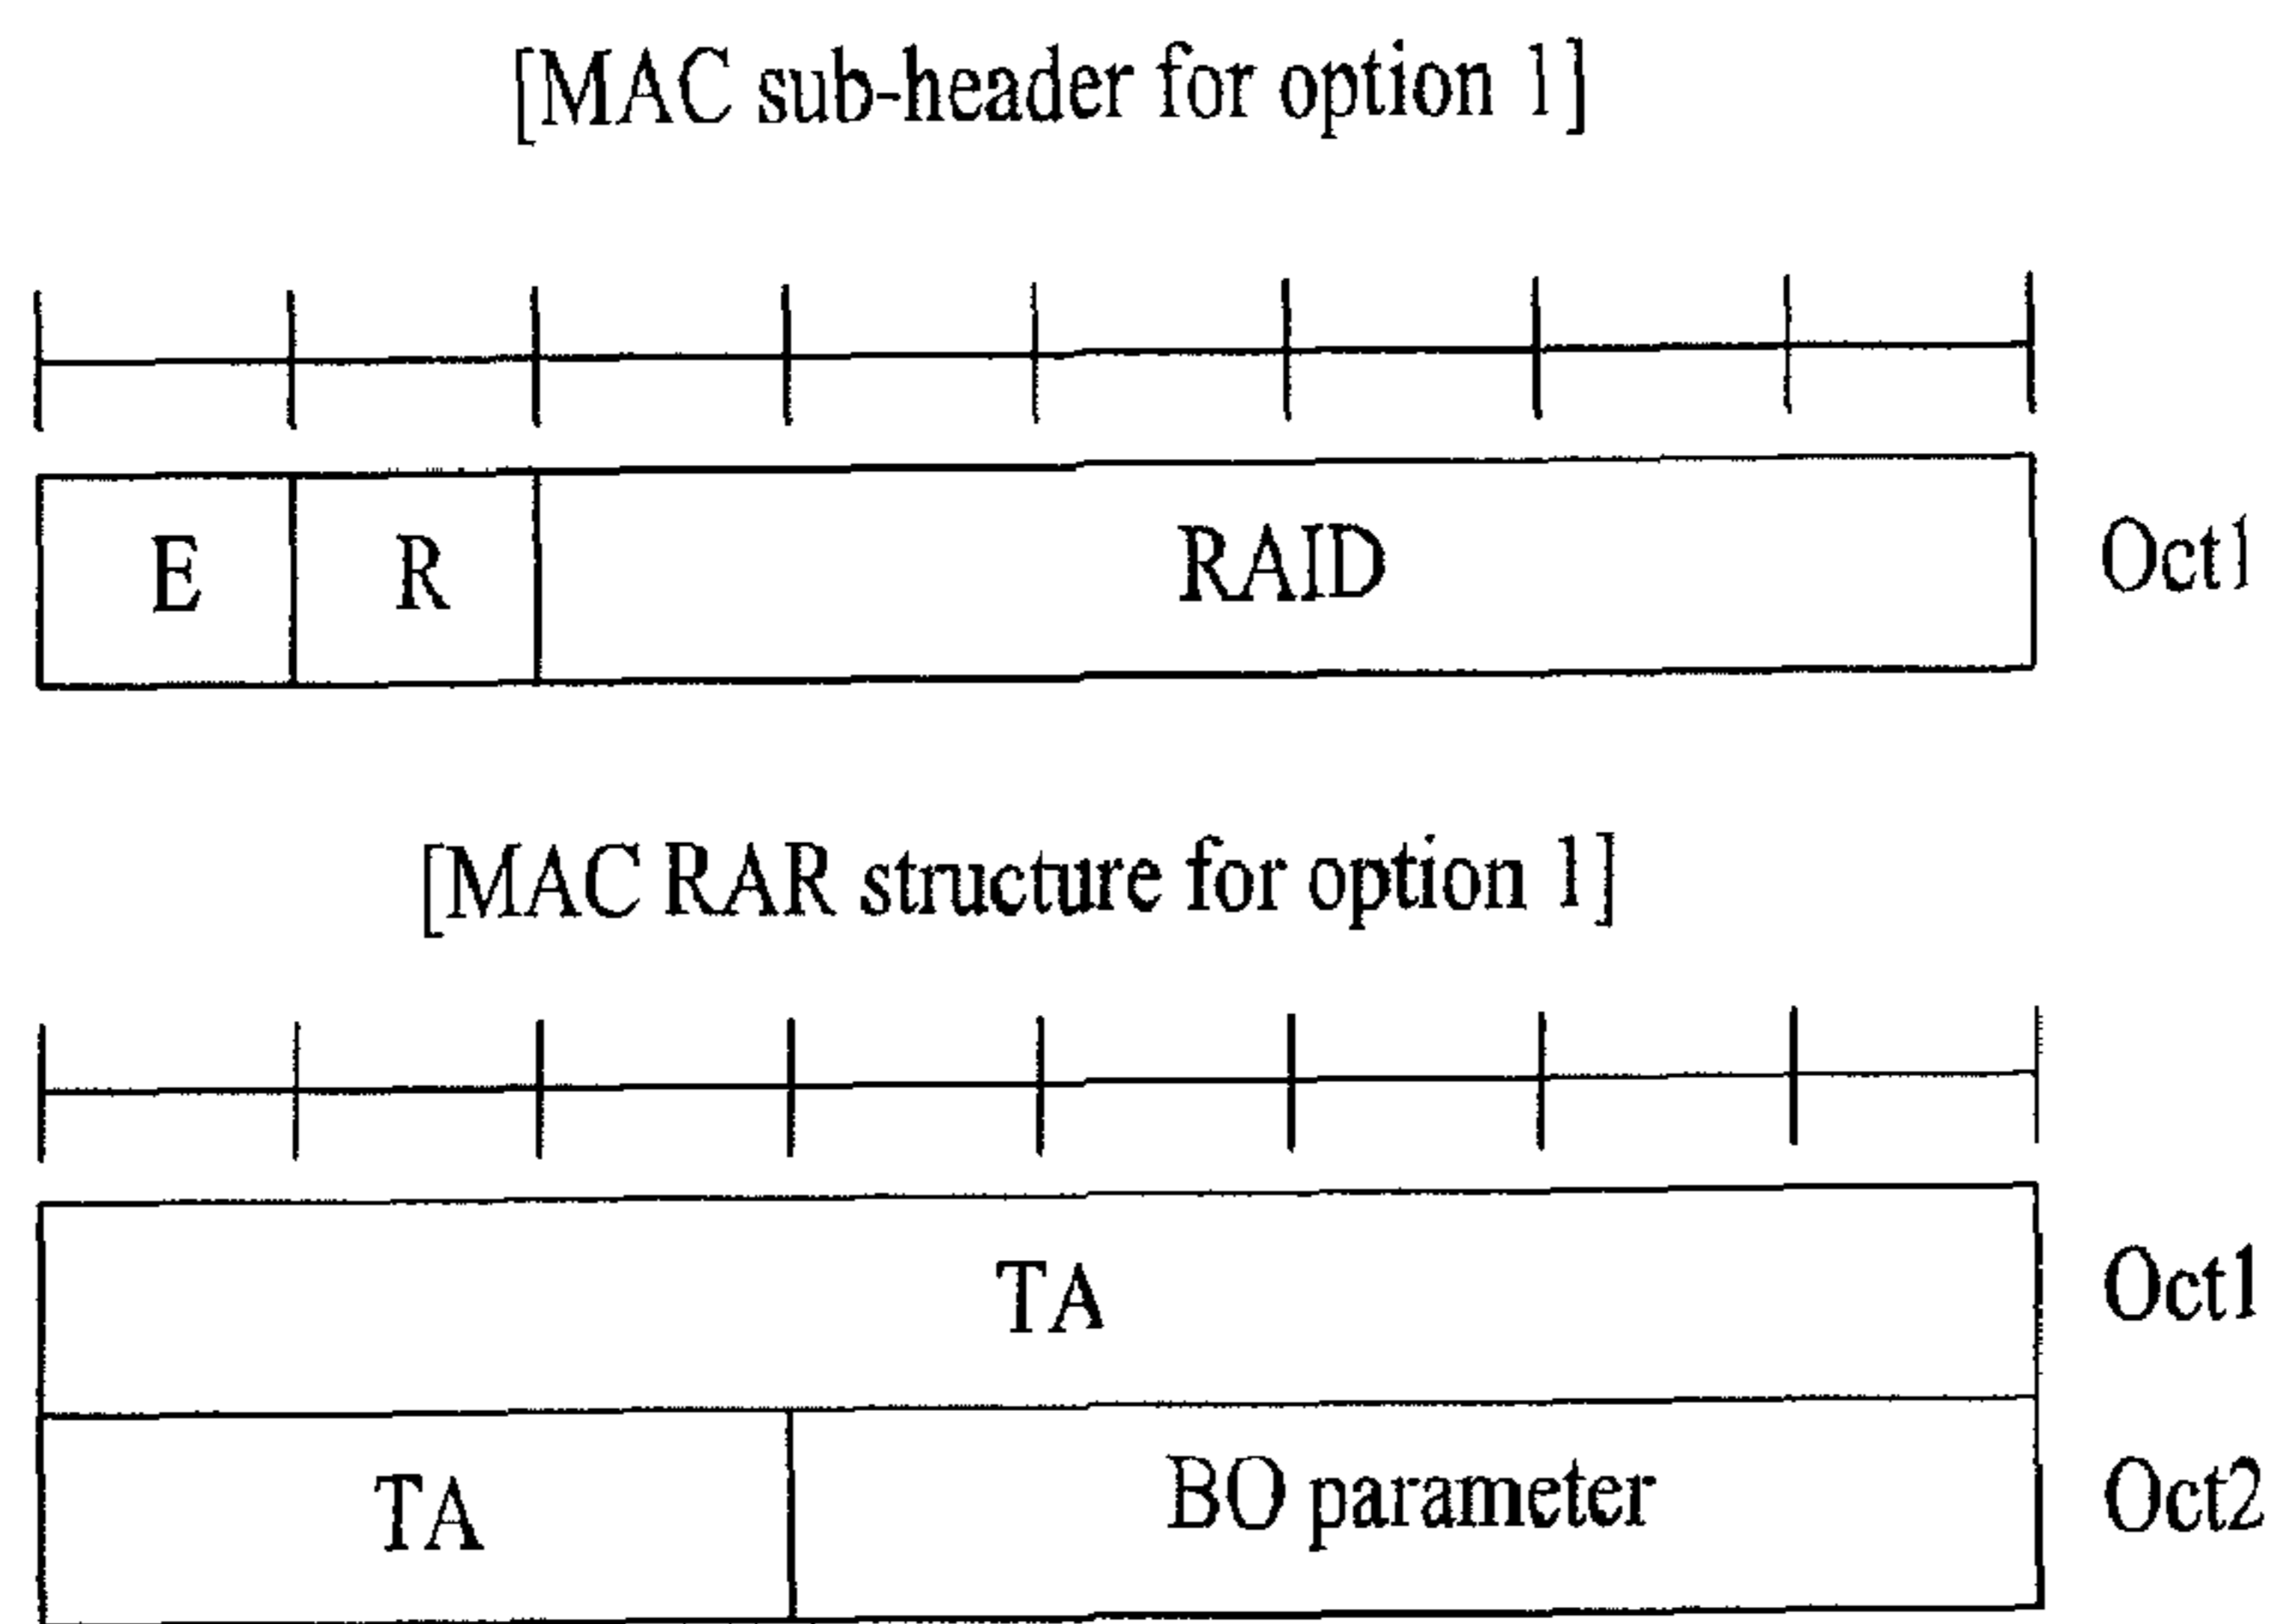 [MAC sub-header for option 1]
E R RAID Oct1
[MAC RAR structure for option 1]
TA Oct1
TA BO parameter Oct2